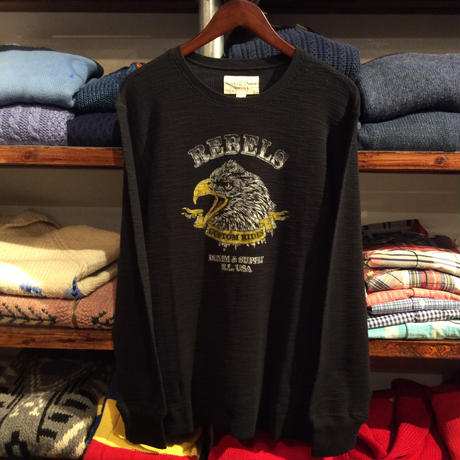 REBELS
CUSTOM RIDES
DENIM & SUPPLY
R.L. USA